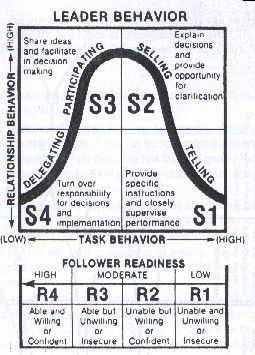 LEADER BEHAVIOR
(HIGH)
RELATIONSHIP BEHAVIOR
Share ideas
and facilitate
in decision
making
Explain
decisions
and
provide
opportunity
for
clarification
PARTICIPATING
SELLING
S3 S2
DELEGATING
TELLING
Turn over
responsibility
for decisions
and
implementation
Provide
specific
instructions
and closely
supervise
performance
S4
S1
(LOW) TASK BEHAVIOR (HIGH)
FOLLOWER READINESS
HIGH MODERATE LOW
R4 R3 R2 R1
Able and
Willing
or
Confident
Able but
Unwilling
or
Insecure
Unable but
Willing
or
Confident
Unable and
Unwilling
or
Insecure